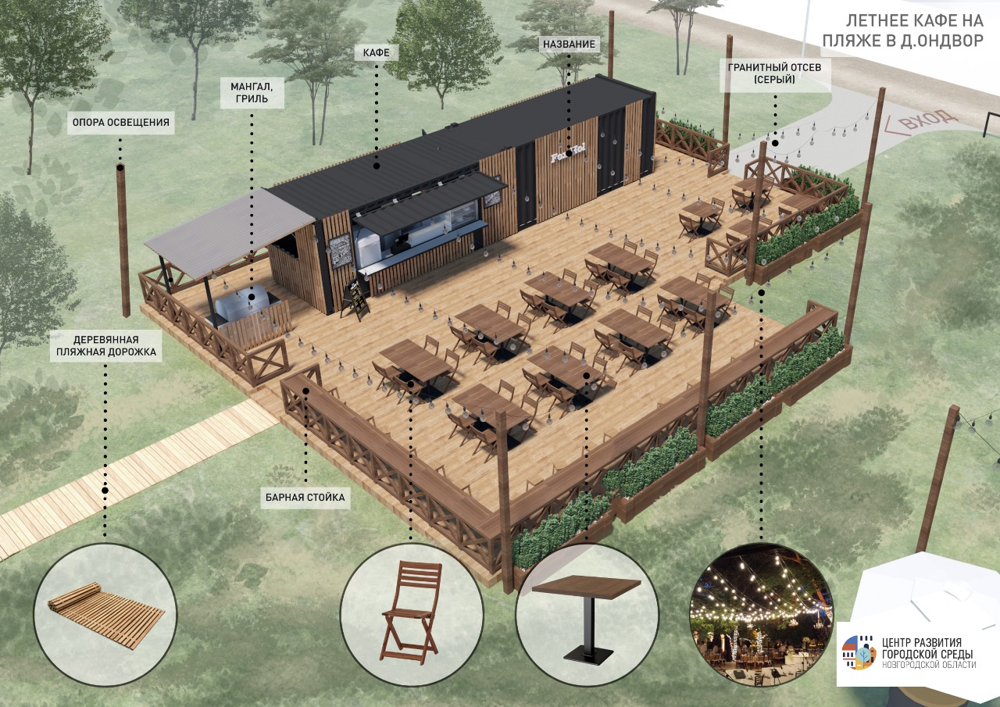 ЛЕТНЕЕ КАФЕ НА
ПЛЯЖЕ В Д.ОНДВОР
НАЗВАНИЕ
КАФЕ
ГРАНИТНЫЙ ОТСЕВ
(СЕРЫЙ)
МАНГАЛ,
ГРИЛЬ
ОПОРА ОСВЕЩЕНИЯ
ВХОД
ДЕРЕВЯННАЯ
ПЛЯЖНАЯ ДОРОЖКА
БАРНАЯ СТОЙКА
ЦЕНТР РАЗВИТИЯ
ГОРОДСКОЙ СРЕДЫ
НОВГОРОДСКОЙ ОБЛАСТИ